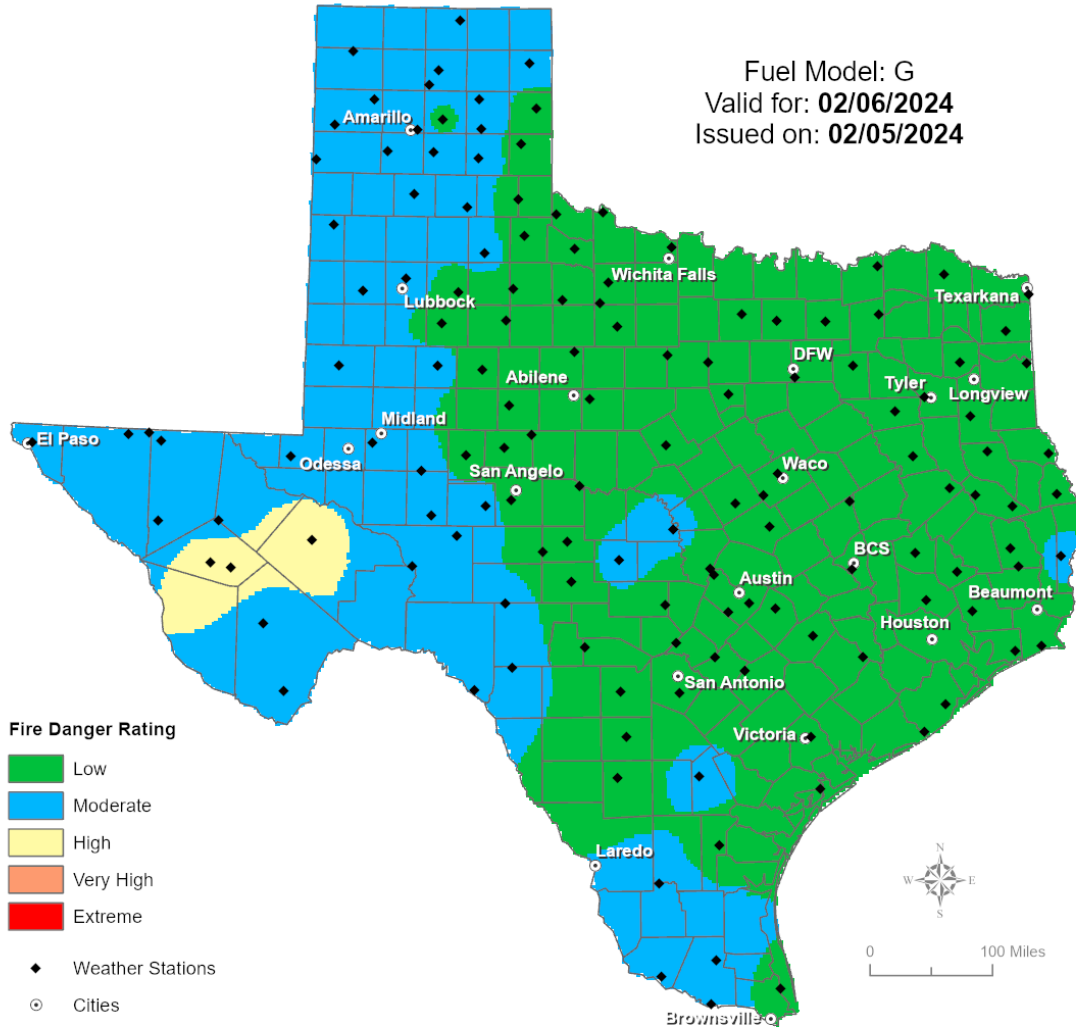 Fuel Model: G
Valid for: 02/06/2024
Issued on: 02/05/2024
Amarillo
Wichita Falls
Lubbock
Texarkana
DFW
Abilene
Tyler
Longview
Midland
El Paso
Odessa
San Angelo
Waco
BCS
Austin
Beaumont
Houston
San Antonio
Victoria
Laredo
Brownsville
Fire Danger Rating
Low
Moderate
High
Very High
Extreme
Weather Stations
Cities
N
W E
S
0 100 Miles